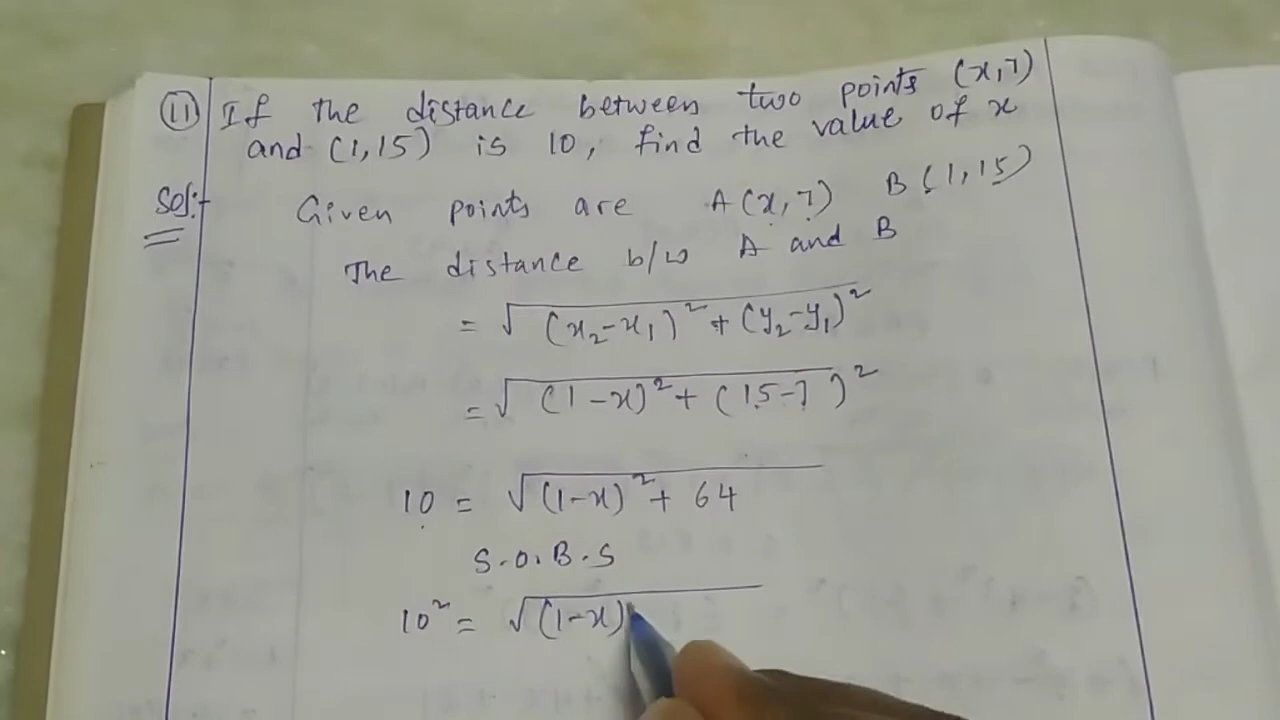 11 If the distance between two points (x,7)
and (1,15) is 10, find the value of x
Sol:- Given points are A(x,7) B(1,15)
The distance b/w A and B
= √(x₂-x₁)² + (y₂-y₁)²
= √(1-x)² + (15-7)²
10 = √(1-x)² + 64
S.O.B.S
10² = √(1-x)